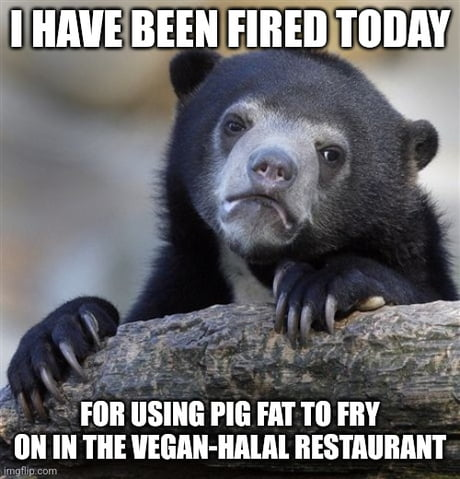 I HAVE BEEN FIRED TODAY
FOR USING PIG FAT TO FRY
ON IN THE VEGAN-HALAL RESTAURANT
imgflip.com